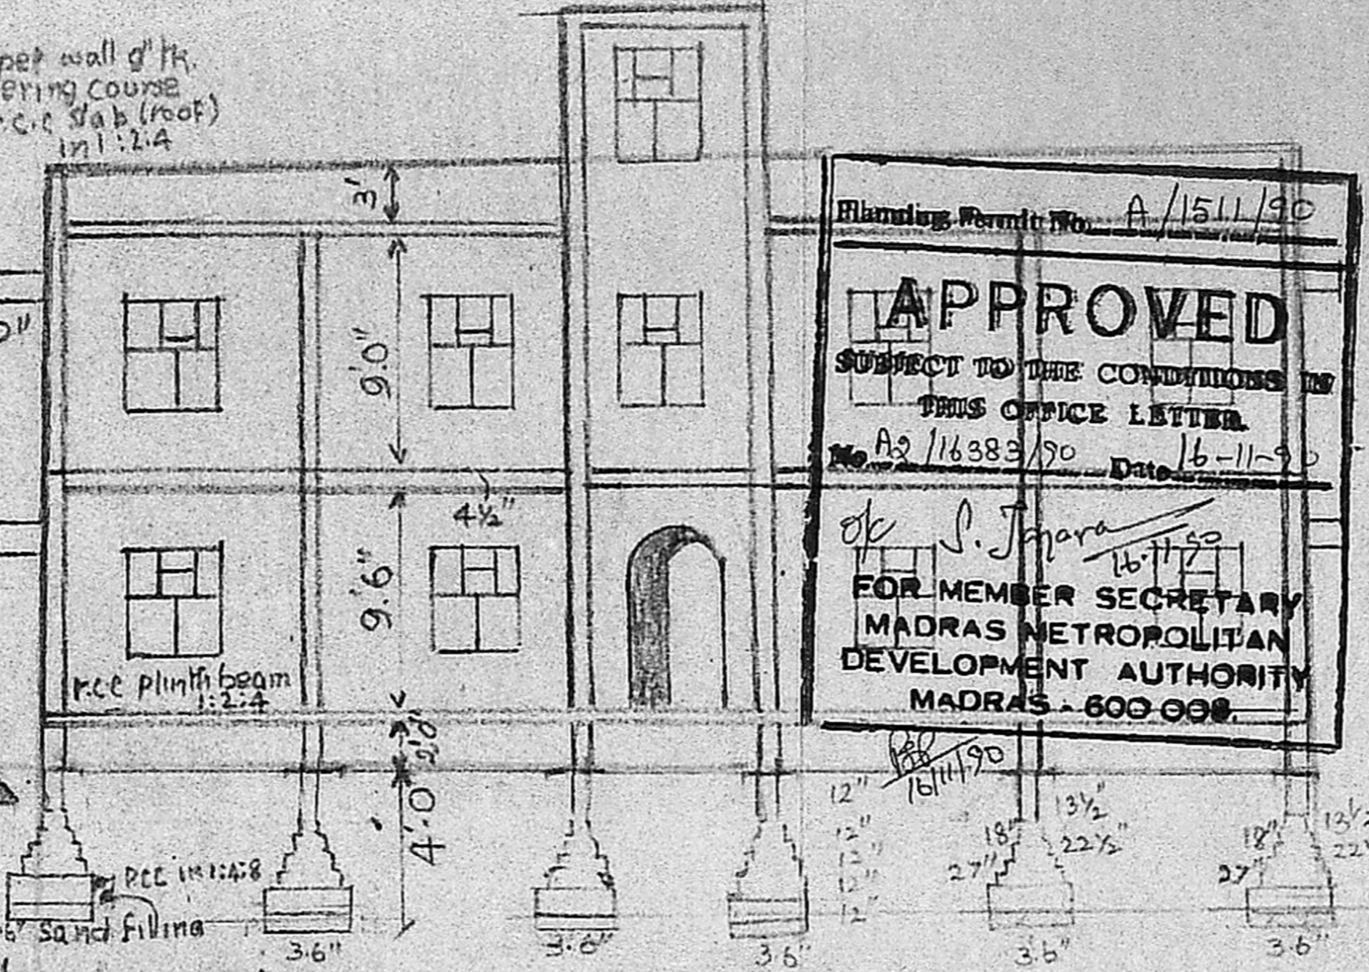 wall 9" tk.
ering course
r.c.c slab (roof)
in 1:2:4
3'
9'.0"
4½"
9'.6"
r.c.c plinth beam
1:2:4
2'.0"
4'.0"
PCC in 1:4:8
6" sand filling
3.6"
3.6"
3.6"
3.6"
3.6"
12"
12"
12"
12"
12"
18"
27"
13½"
22½"
18"
27"
13½
22½
Planning Permit No. A/1511/90
APPROVED
SUBJECT TO THE CONDITIONS IN
THIS OFFICE LETTER.
No. A2/16383/90 Date 16-11-90
o/c S.
16.11.90
FOR MEMBER SECRETARY
MADRAS METROPOLITAN
DEVELOPMENT AUTHORITY
MADRAS - 600 008.
16/11/90